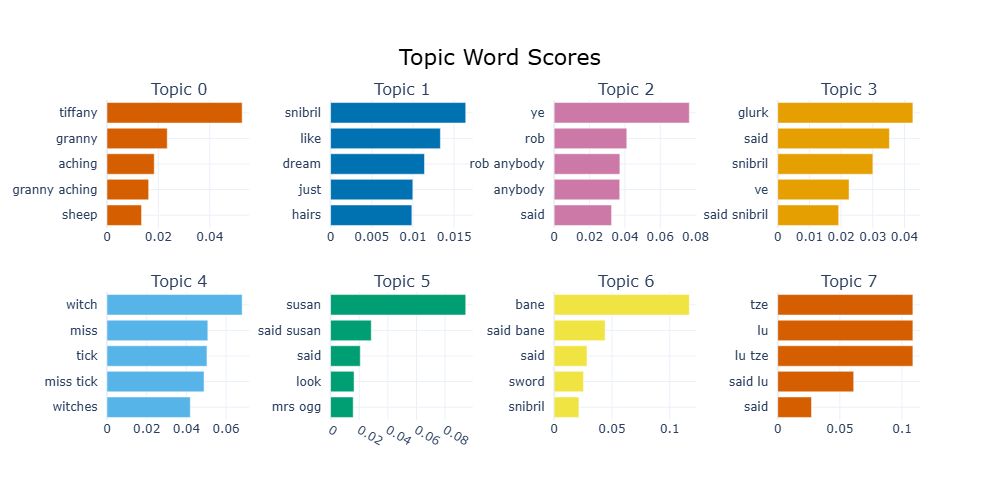 Topic Word Scores
Topic 0
tiffany
granny
aching
granny aching
sheep
0 0.02 0.04
Topic 1
snibril
like
dream
just
hairs
0 0.005 0.01 0.015
Topic 2
ye
rob
rob anybody
anybody
said
0 0.02 0.04 0.06 0.08
Topic 3
glurk
said
snibril
ve
said snibril
0 0.01 0.02 0.03 0.04
Topic 4
witch
miss
tick
miss tick
witches
0 0.02 0.04 0.06
Topic 5
susan
said susan
said
look
mrs ogg
0 0.02 0.04 0.06 0.08
Topic 6
bane
said bane
said
sword
snibril
0 0.05 0.1
Topic 7
tze
lu
lu tze
said lu
said
0 0.05 0.1